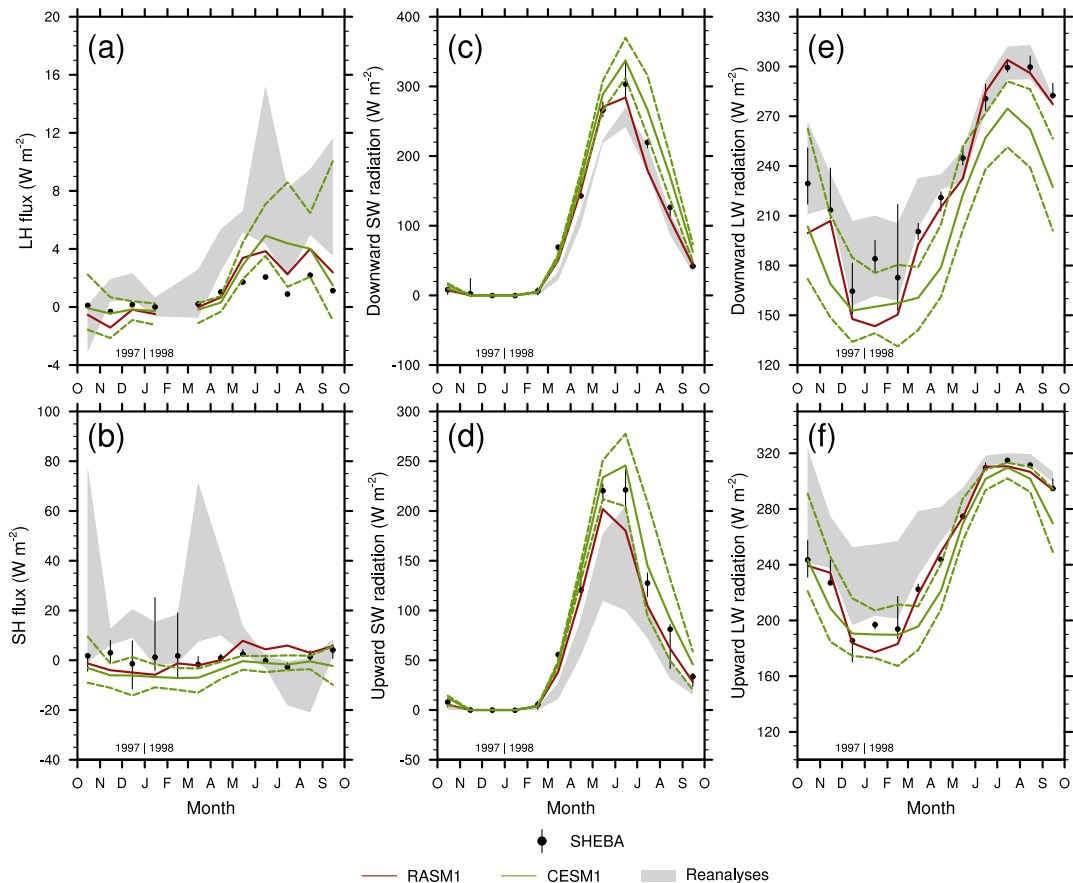 (a)
LH flux (W m-2)
20
16
12
8
4
0
-4
1997 | 1998
O N D J F M A M J J A S O
(c)
Downward SW radiation (W m-2)
400
300
200
100
0
-100
1997 | 1998
O N D J F M A M J J A S O
(e)
Downward LW radiation (W m-2)
330
300
270
240
210
180
150
120
1997 | 1998
O N D J F M A M J J A S O
(b)
SH flux (W m-2)
100
80
60
40
20
0
-20
-40
1997 | 1998
O N D J F M A M J J A S O
Month
(d)
Upward SW radiation (W m-2)
300
250
200
150
100
50
0
-50
1997 | 1998
O N D J F M A M J J A S O
Month
(f)
Upward LW radiation (W m-2)
320
280
240
200
160
120
1997 | 1998
O N D J F M A M J J A S O
Month
SHEBA
RASM1 CESM1 Reanalyses